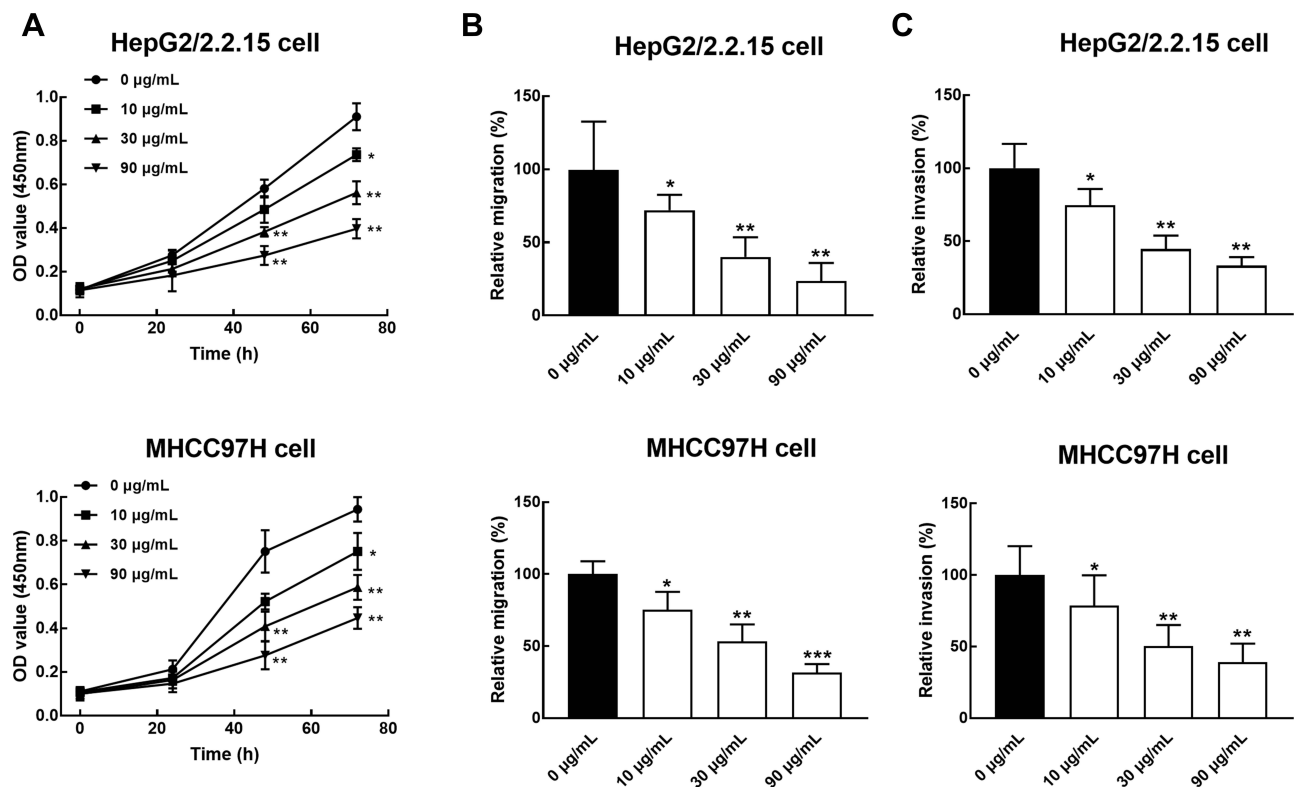 A
HepG2/2.2.15 cell
0 µg/mL
10 µg/mL
30 µg/mL
90 µg/mL
OD value (450nm)
1.0
0.8
0.6
0.4
0.2
0.0
*
**
**
**
**
0 20 40 60 80
Time (h)
B
HepG2/2.2.15 cell
Relative migration (%)
150
100
50
0
*
**
**
0 µg/mL
10 µg/mL
30 µg/mL
90 µg/mL
C
HepG2/2.2.15 cell
Relative invasion (%)
150
100
50
0
*
**
**
0 µg/mL
10 µg/mL
30 µg/mL
90 µg/mL
MHCC97H cell
0 µg/mL
10 µg/mL
30 µg/mL
90 µg/mL
OD value (450nm)
1.0
0.8
0.6
0.4
0.2
0.0
*
**
**
**
**
0 20 40 60 80
Time (h)
MHCC97H cell
Relative migration (%)
150
100
50
0
*
**
***
0 µg/mL
10 µg/mL
30 µg/mL
90 µg/mL
MHCC97H cell
Relative invasion (%)
150
100
50
0
*
**
**
0 µg/mL
10 µg/mL
30 µg/mL
90 µg/mL